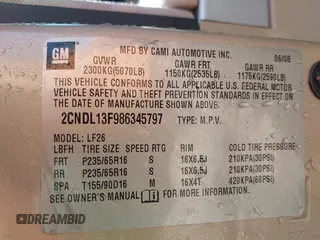 GM
MFD BY CAMI AUTOMOTIVE INC. 06/08
GVWR GAWR FRT GAWR RR
2300KG(5070LB) 1150KG(2535LB) 1175KG(2590LB)
THIS VEHICLE CONFORMS TO ALL APPLICABLE U.S. FEDERAL MOTOR
VEHICLE SAFETY AND THEFT PREVENTION STANDARDS IN
EFFECT ON THE DATE OF MANUFACTURE SHOWN ABOVE.
2CNDL13F986345797 TYPE: M.P.V.
MODEL: LF26
LBFH TIRE SIZE SPEED RTG RIM COLD TIRE PRESSURE
FRT P235/65R16 S 16X6.5J 210KPA(30PSI)
RR P235/65R16 S 16X6.5J 210KPA(30PSI)
SPA T155/90D16 M 16X4T 420KPA(60PSI)
SEE OWNER'S MANUAL FOR ADDITIONAL INFORMATION.
DREAMBID